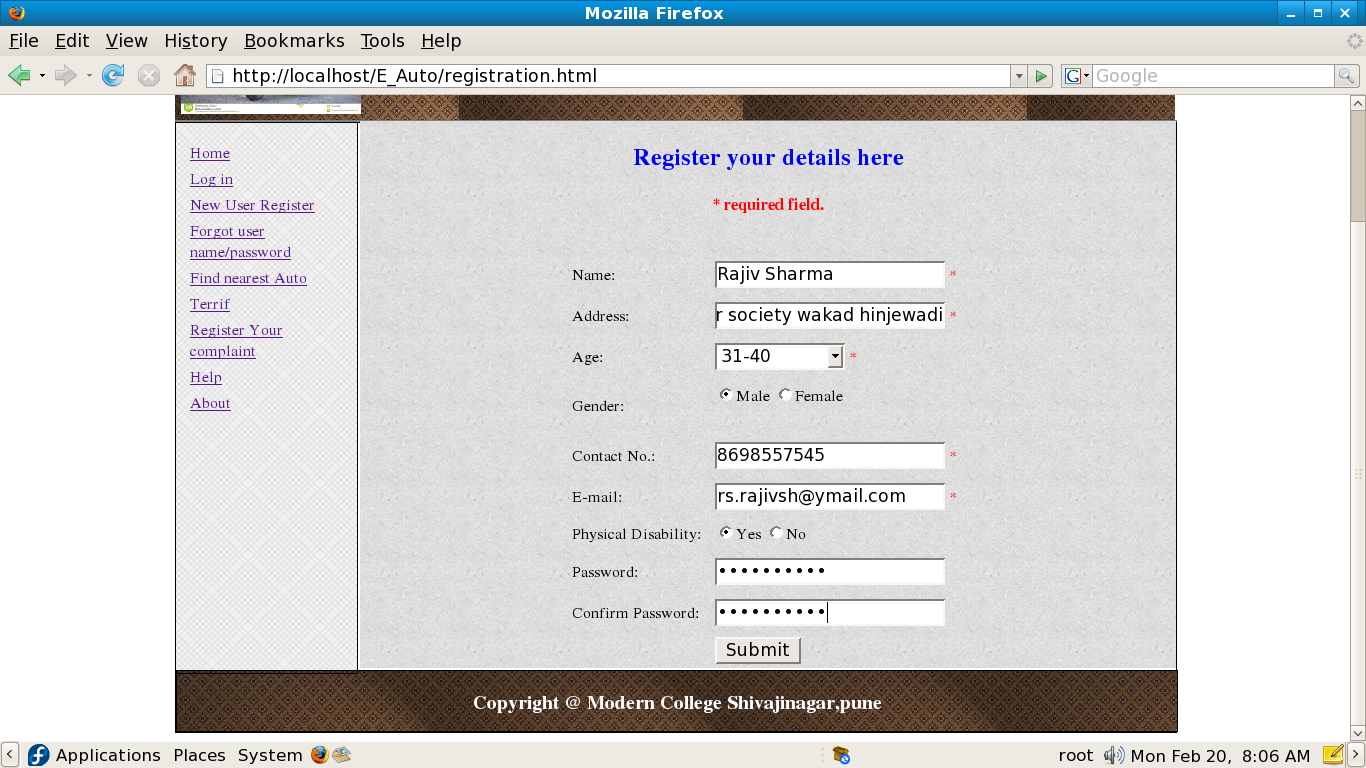 Mozilla Firefox
File Edit View History Bookmarks Tools Help
http://localhost/E_Auto/registration.html
G Google
Home
Log in
New User Register
Forgot user
name/password
Find nearest Auto
Terrif
Register Your
complaint
Help
About
Register your details here
* required field.
Name: Rajiv Sharma *
Address: r society wakad hinjewadi *
Age: 31-40 *
Gender: Male Female
Contact No.: 8698557545 *
E-mail: rs.rajivsh@ymail.com *
Physical Disability: Yes No
Password: ••••••••••
Confirm Password: ••••••••••
Submit
Copyright @ Modern College Shivajinagar,pune
Applications Places System root Mon Feb 20, 8:06 AM